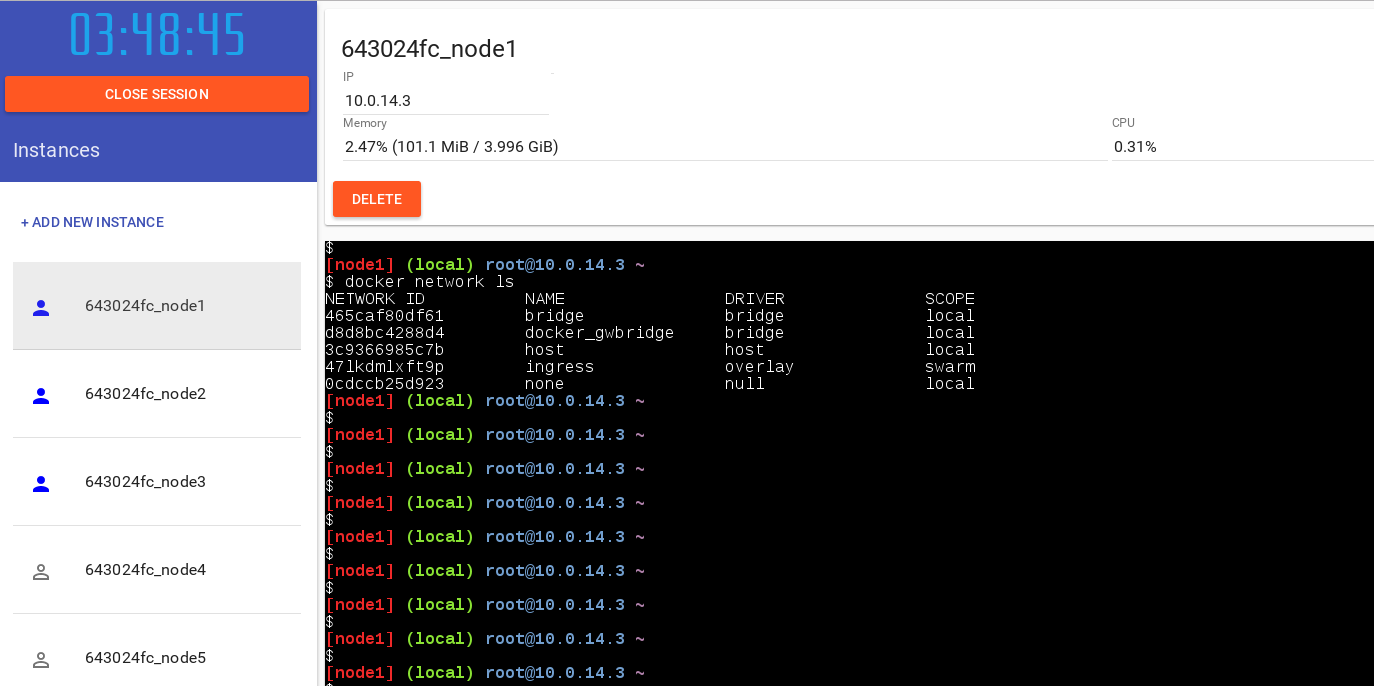 03:48:45
CLOSE SESSION
Instances
+ ADD NEW INSTANCE
643024fc_node1
643024fc_node2
643024fc_node3
643024fc_node4
643024fc_node5
643024fc_node1
IP
10.0.14.3
Memory
CPU
2.47% (101.1 MiB / 3.996 GiB)
0.31%
DELETE
$
[node1] (local) root@10.0.14.3 ~
$ docker network ls
NETWORK ID NAME DRIVER SCOPE
465caf80df61 bridge bridge local
d8d8bc4288d4 docker_gwbridge bridge local
3c9366985c7b host host local
47lkdmlxft9p ingress overlay swarm
0cdccb25d923 none null local
[node1] (local) root@10.0.14.3 ~
$
[node1] (local) root@10.0.14.3 ~
$
[node1] (local) root@10.0.14.3 ~
$
[node1] (local) root@10.0.14.3 ~
$
[node1] (local) root@10.0.14.3 ~
$
[node1] (local) root@10.0.14.3 ~
$
[node1] (local) root@10.0.14.3 ~
$
[node1] (local) root@10.0.14.3 ~
$
[node1] (local) root@10.0.14.3 ~